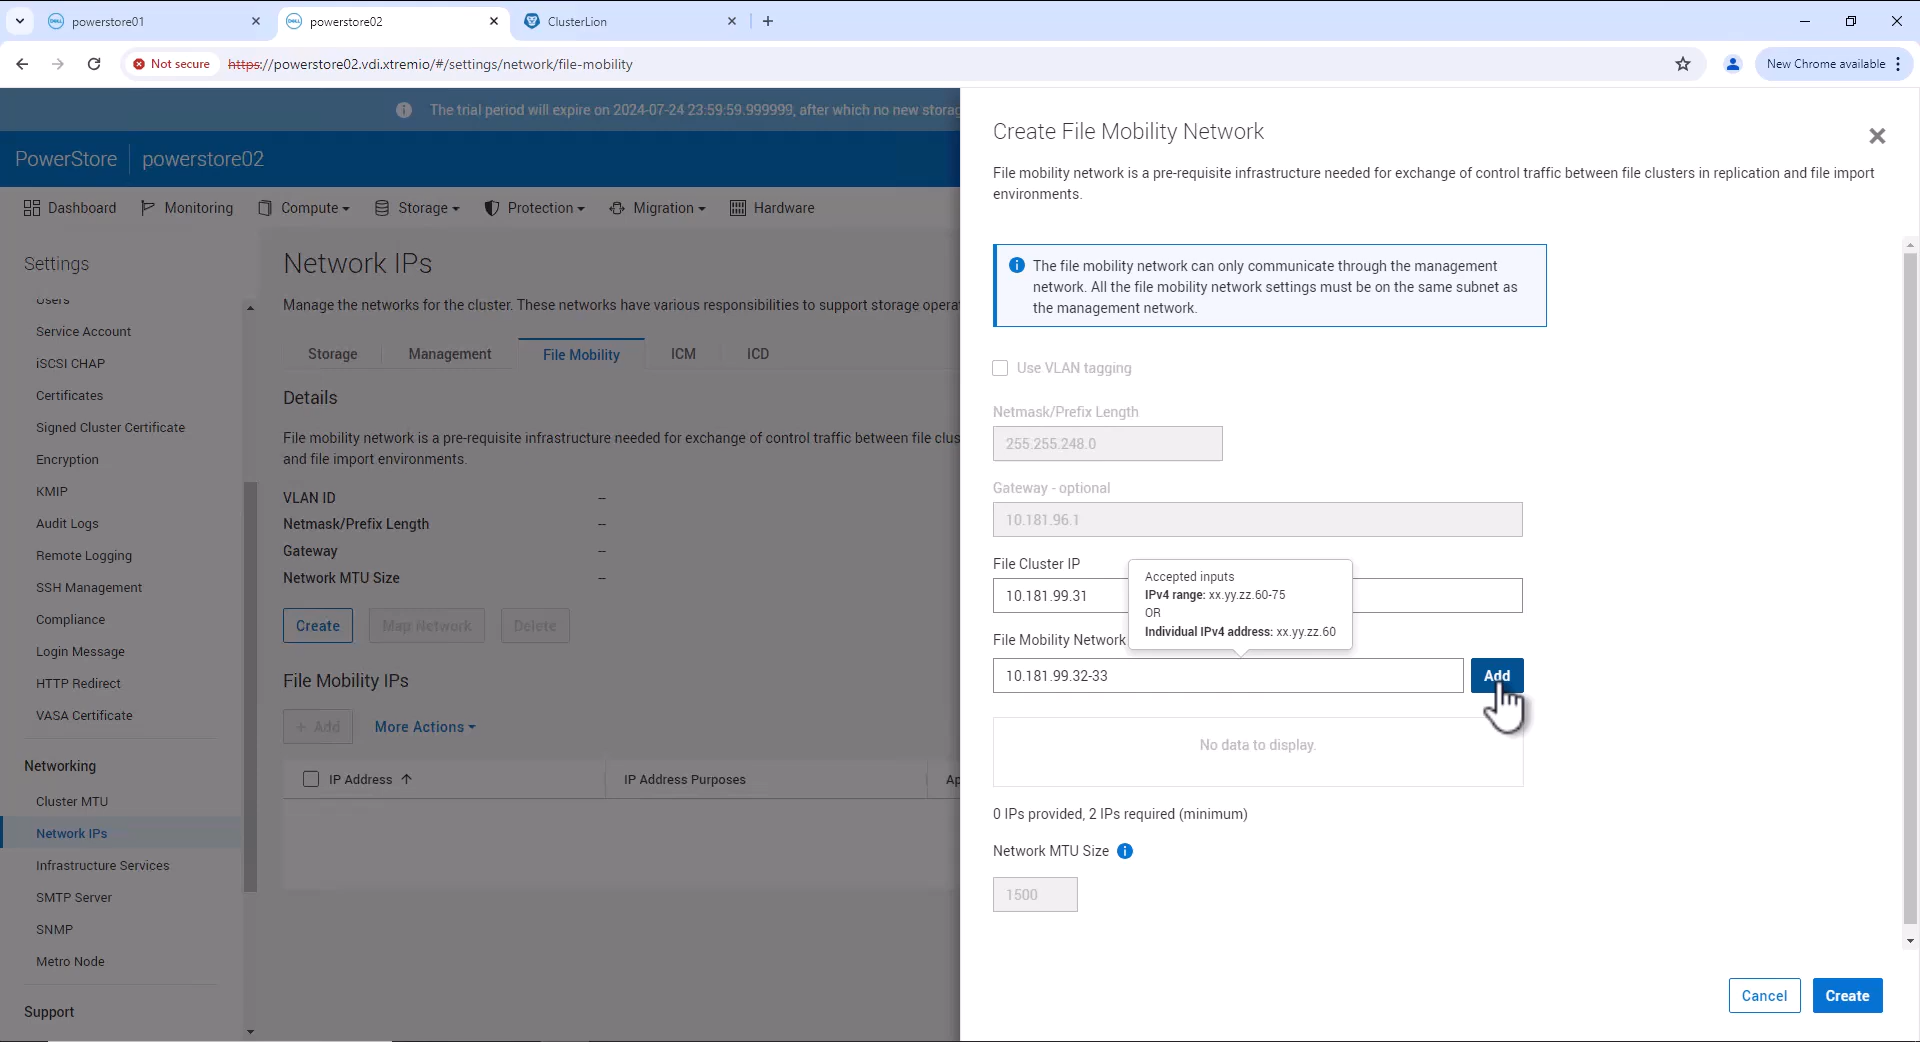 powerstore01
powerstore02
ClusterLion
Not secure
https://powerstore02.vdi.xtremio/#/settings/network/file-mobility
New Chrome available
The trial period will expire on 2024-07-24 23:59:59.999999, after which no new storag
PowerStore
powerstore02
Dashboard
Monitoring
Compute
Storage
Protection
Migration
Hardware
Settings
Users
Service Account
iSCSI CHAP
Certificates
Signed Cluster Certificate
Encryption
KMIP
Audit Logs
Remote Logging
SSH Management
Compliance
Login Message
HTTP Redirect
VASA Certificate
Networking
Cluster MTU
Network IPs
Infrastructure Services
SMTP Server
SNMP
Metro Node
Support
Network IPs
Manage the networks for the cluster. These networks have various responsibilities to support storage opera
Storage
Management
File Mobility
ICM
ICD
Details
File mobility network is a pre-requisite infrastructure needed for exchange of control traffic between file clus
and file import environments.
VLAN ID --
Netmask/Prefix Length --
Gateway --
Network MTU Size --
Create
Map Network
Delete
File Mobility IPs
+ Add
More Actions
IP Address
IP Address Purposes
Ap
Create File Mobility Network
File mobility network is a pre-requisite infrastructure needed for exchange of control traffic between file clusters in replication and file import
environments.
The file mobility network can only communicate through the management
network. All the file mobility network settings must be on the same subnet as
the management network.
Use VLAN tagging
Netmask/Prefix Length
255.255.248.0
Gateway - optional
10.181.96.1
File Cluster IP
10.181.99.31
Accepted inputs
IPv4 range: xx.yy.zz.60-75
OR
Individual IPv4 address: xx.yy.zz.60
File Mobility Network
10.181.99.32-33
Add
No data to display.
0 IPs provided, 2 IPs required (minimum)
Network MTU Size
1500
Cancel
Create